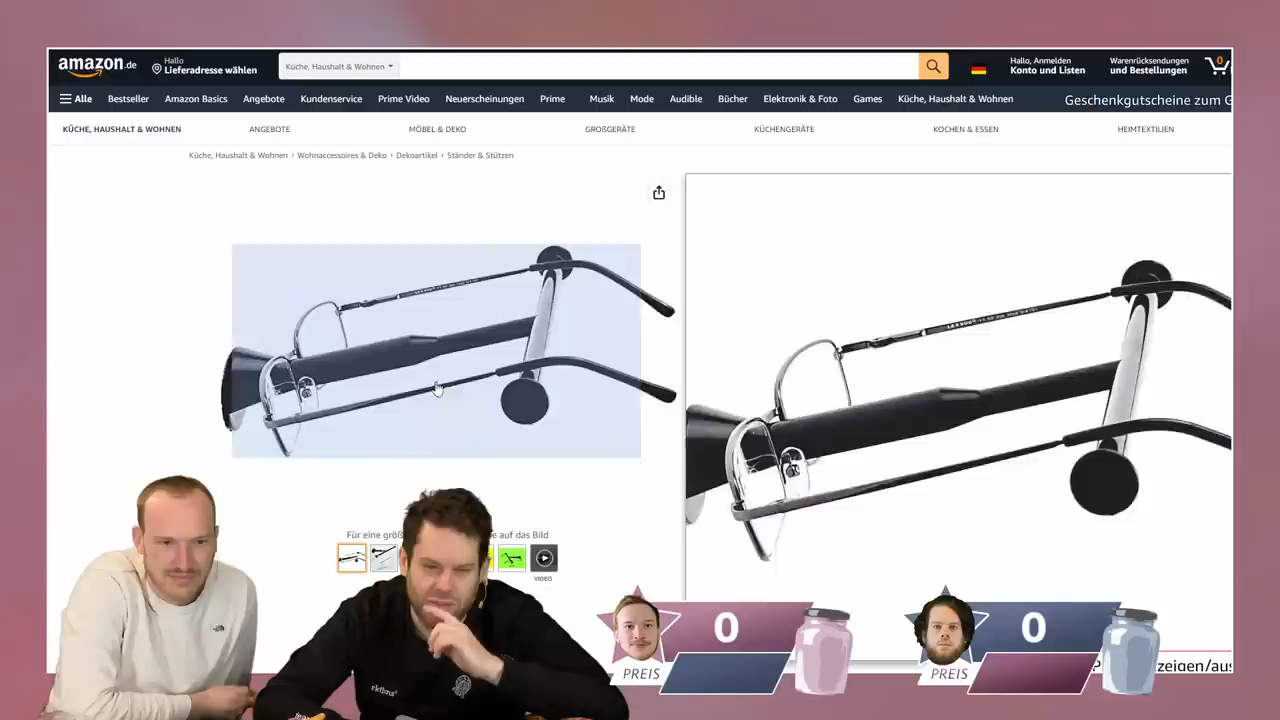 amazon.de
Hallo
Lieferadresse wählen
Küche, Haushalt & Wohnen
Hallo, Anmelden
Konto und Listen
Warenrücksendungen
und Bestellungen
0
Alle
Bestseller
Amazon Basics
Angebote
Kundenservice
Prime Video
Neuerscheinungen
Prime
Musik
Mode
Audible
Bücher
Elektronik & Foto
Games
Küche, Haushalt & Wohnen
Geschenkgutscheine zum G
KÜCHE, HAUSHALT & WOHNEN
ANGEBOTE
MÖBEL & DEKO
GROßGERÄTE
KÜCHENGERÄTE
KOCHEN & ESSEN
HEIMTEXTILIEN
Küche, Haushalt & Wohnen › Wohnaccessoires & Deko › Dekoartikel › Ständer & Stützen
Für eine größ
e auf das Bild
VIDEO
0
PREIS
0
PREIS
zeigen/aus